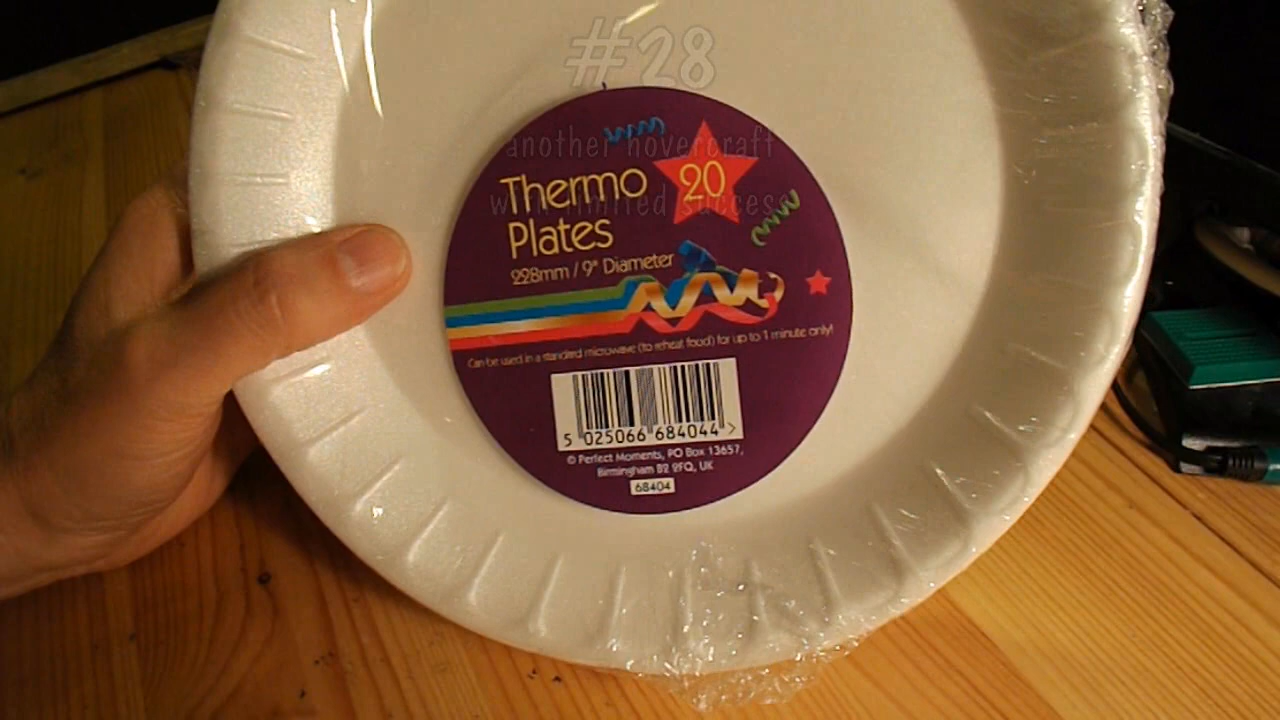 #28
another hovercraft
with limited success
Thermo
Plates
20
228mm / 9" Diameter
Can be used in a standard microwave (to reheat food) for up to 1 minute only!
5 025066 684044 >
© Perfect Moments, PO Box 13657,
Birmingham B2 2FQ, UK
68404